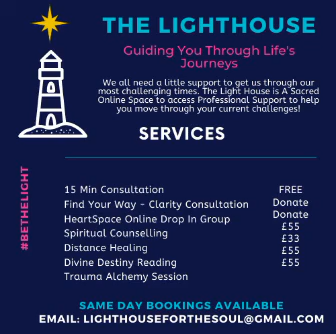 THE LIGHTHOUSE
Guiding You Through Life's
Journeys
We all need a little support to get us through our
most challenging times. The Light House is A Sacred
Online Space to access Professional Support to help
you move through your current challenges!
SERVICES
#BETHELIGHT
15 Min Consultation FREE
Find Your Way - Clarity Consultation Donate
HeartSpace Online Drop In Group Donate
Spiritual Counselling £55
Distance Healing £33
Divine Destiny Reading £55
Trauma Alchemy Session £55
SAME DAY BOOKINGS AVAILABLE
EMAIL: LIGHTHOUSEFORTHESOUL@GMAIL.COM